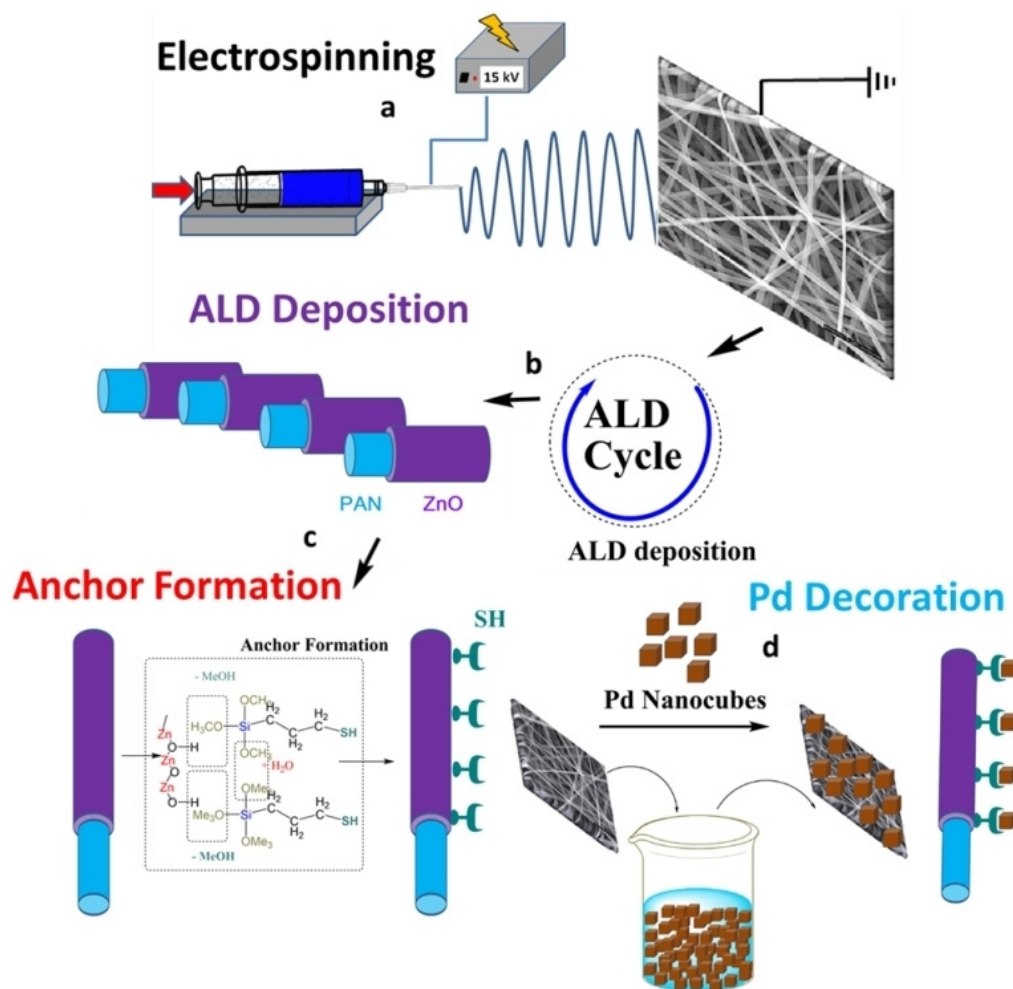 Electrospinning
a
15 kV
ALD Deposition
b
ALD
Cycle
PAN
ZnO
ALD deposition
c
Anchor Formation
Pd Decoration
SH
d
Anchor Formation
- MeOH
OCH₃
H₂
C
H₃CO
Si
C
H₂
C
H₂
SH
Zn
O
H
Zn
O
OCH₃
+ H₂O
Zn
O
H
OMe₃
H₂
C
Me₃O
Si
C
H₂
C
H₂
SH
OMe₃
- MeOH
Pd Nanocubes